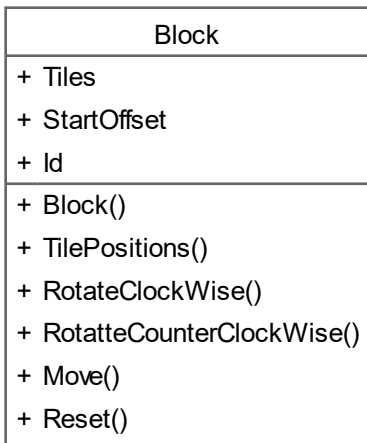 Block
+ Tiles
+ StartOffset
+ Id
+ Block()
+ TilePositions()
+ RotateClockWise()
+ RotatteCounterClockWise()
+ Move()
+ Reset()